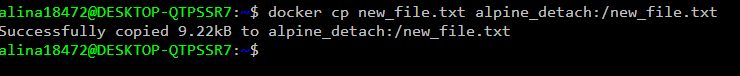 alina18472@DESKTOP-QTPSSR7:~$ docker cp new_file.txt alpine_detach:/new_file.txt
Successfully copied 9.22kB to alpine_detach:/new_file.txt
alina18472@DESKTOP-QTPSSR7:~$